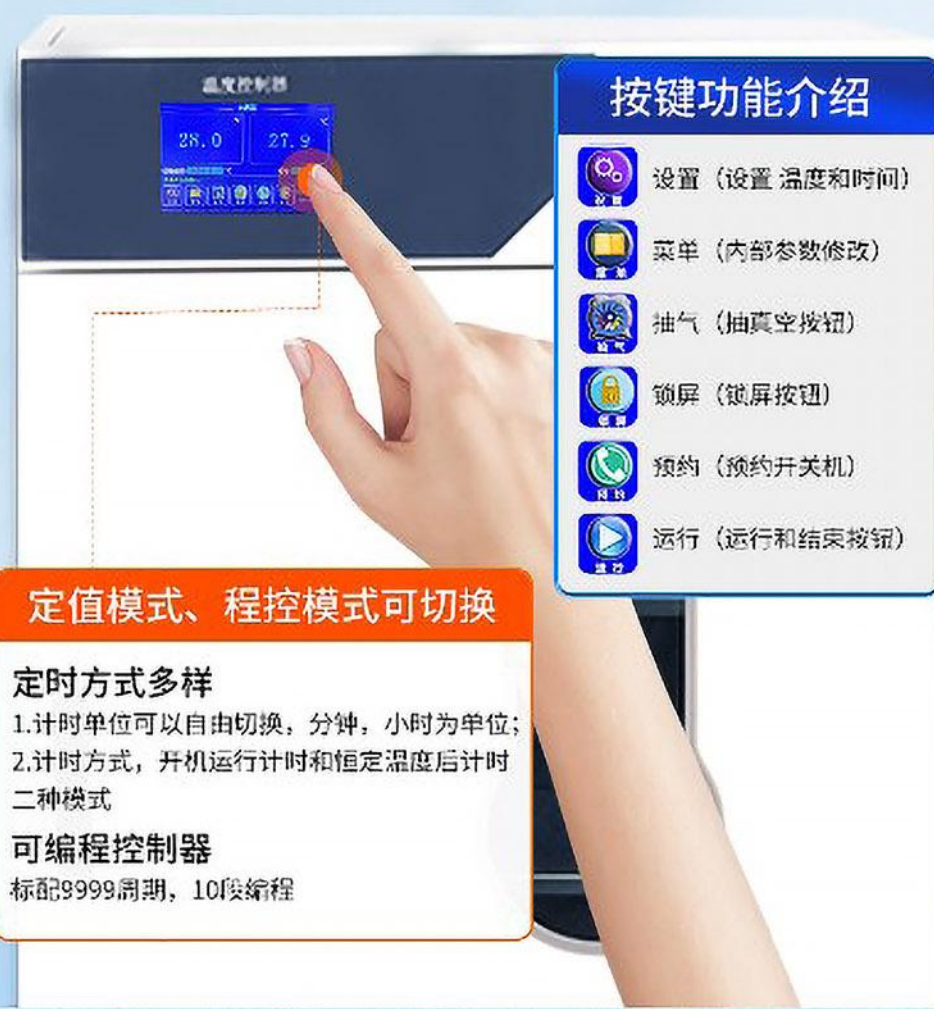 温度控制器
28.0
27.9
按键功能介绍
设置（设置 温度和时间）
菜单（内部参数修改）
抽气（抽真空按钮）
锁屏（锁屏按钮）
预约（预约开关机）
运行（运行和结束按钮）
定值模式、程控模式可切换
定时方式多样
1.计时单位可以自由切换，分钟，小时为单位；
2.计时方式，开机运行计时和恒定温度后计时
二种模式
可编程控制器
标配9999周期，10段编程